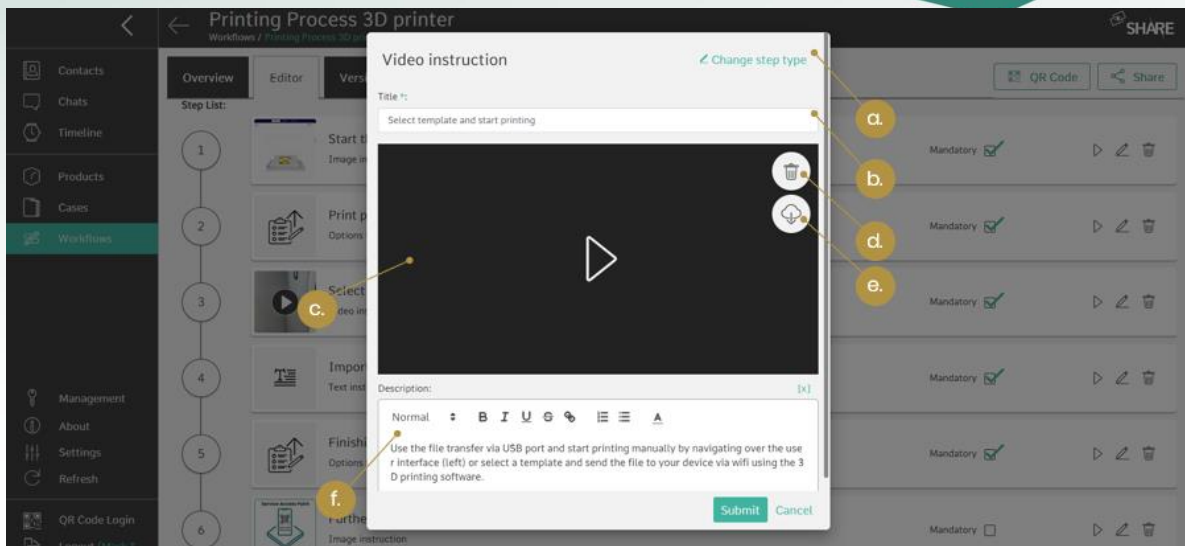 Printing Process 3D printer
Workflows / Printing Process 3D
SHARE
Contacts
Chats
Timeline
Products
Cases
Workflows
Management
About
Settings
Refresh
QR Code Login
Logout
Overview
Editor
QR Code
Share
Step List:
1
Start
Image
Mandatory
2
Print
Options
Mandatory
3
Select
Mandatory
4
Text
Mandatory
5
Options
Mandatory
6
Image instruction
Mandatory
Video instruction
Change step type
Title *:
Select template and start printing
Description:
[x]
Normal
B I U S
A
Use the file transfer via USB port and start printing manually by navigating over the use
r interface (left) or select a template and send the file to your device via wifi using the 3
D printing software.
Submit
Cancel
a.
b.
c.
d.
e.
f.